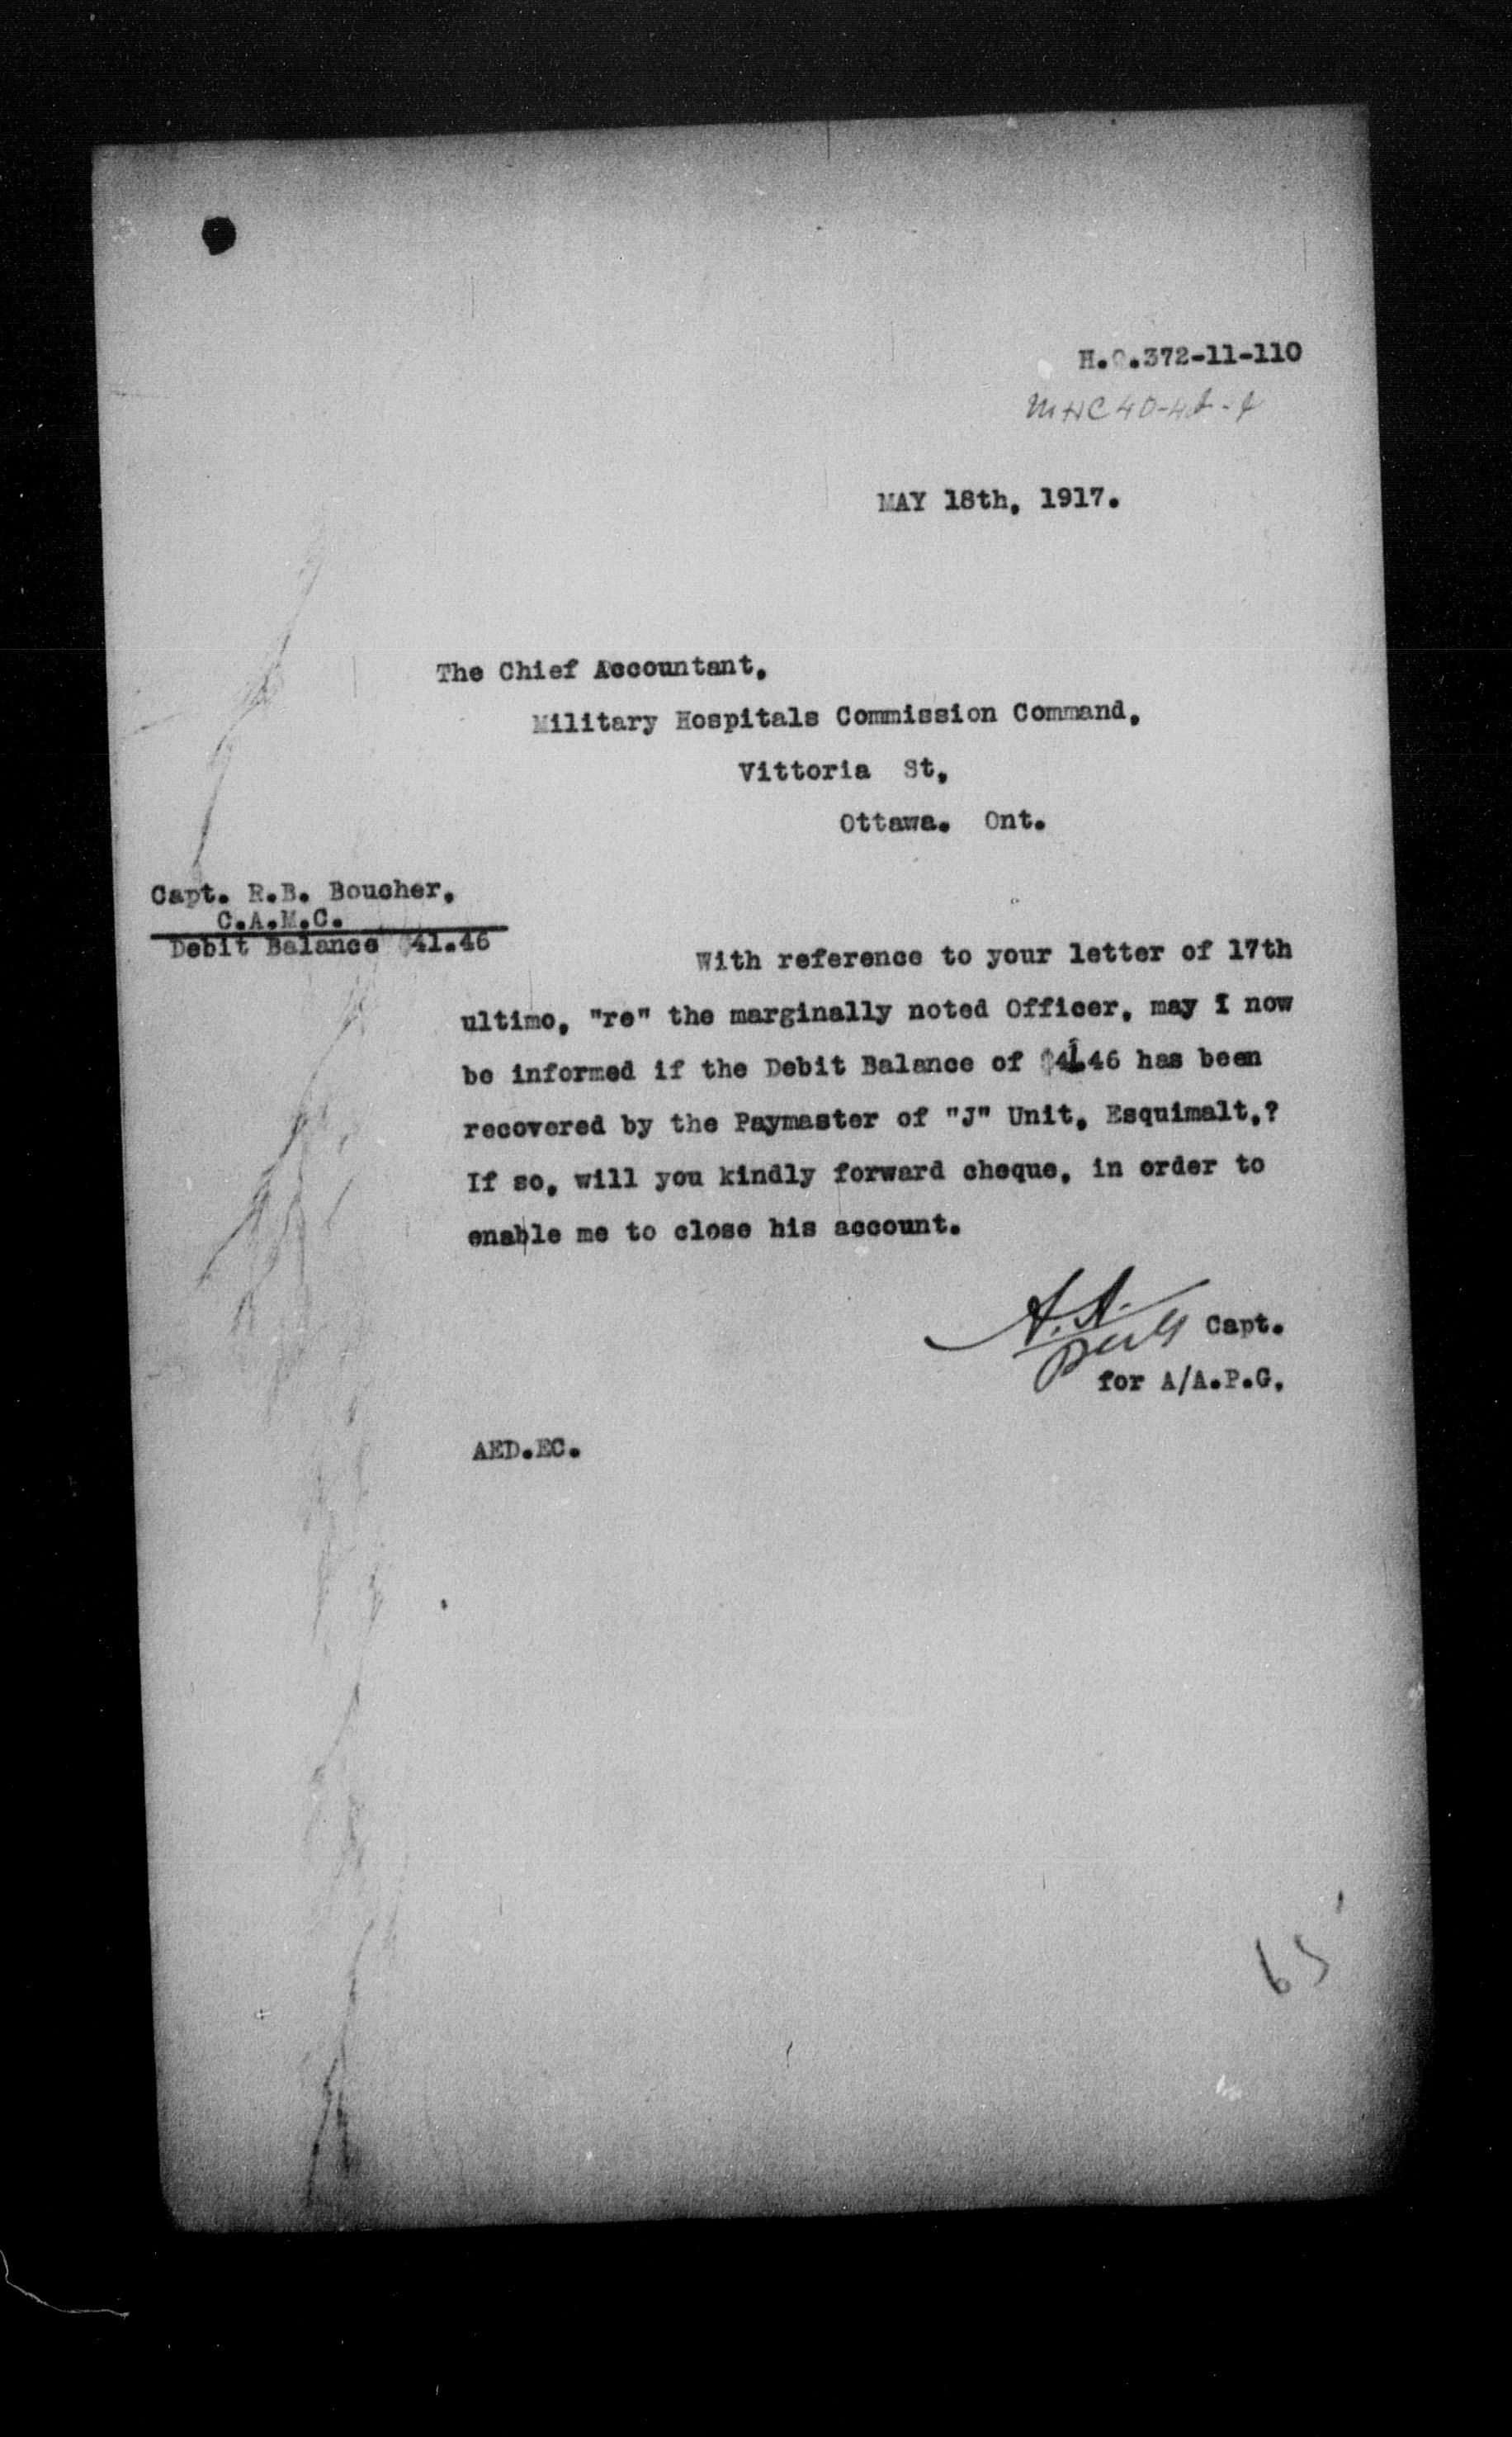 H.Q.372-11-110
MAY 18th, 1917.
The Chief Accountant,
Military Hospitals Commission Command,
Vittoria St,
Ottawa. Ont.
Capt. R.B. Boucher,
C.A.M.C.
Debit Balance $41.46
With reference to your letter of 17th
ultimo, "re" the marginally noted Officer, may I now
be informed if the Debit Balance of $41.46 has been
recovered by the Paymaster of "J" Unit, Esquimalt,?
If so, will you kindly forward cheque, in order to
enable me to close his account.
Capt.
for A/A.P.G.
AED.EC.
65